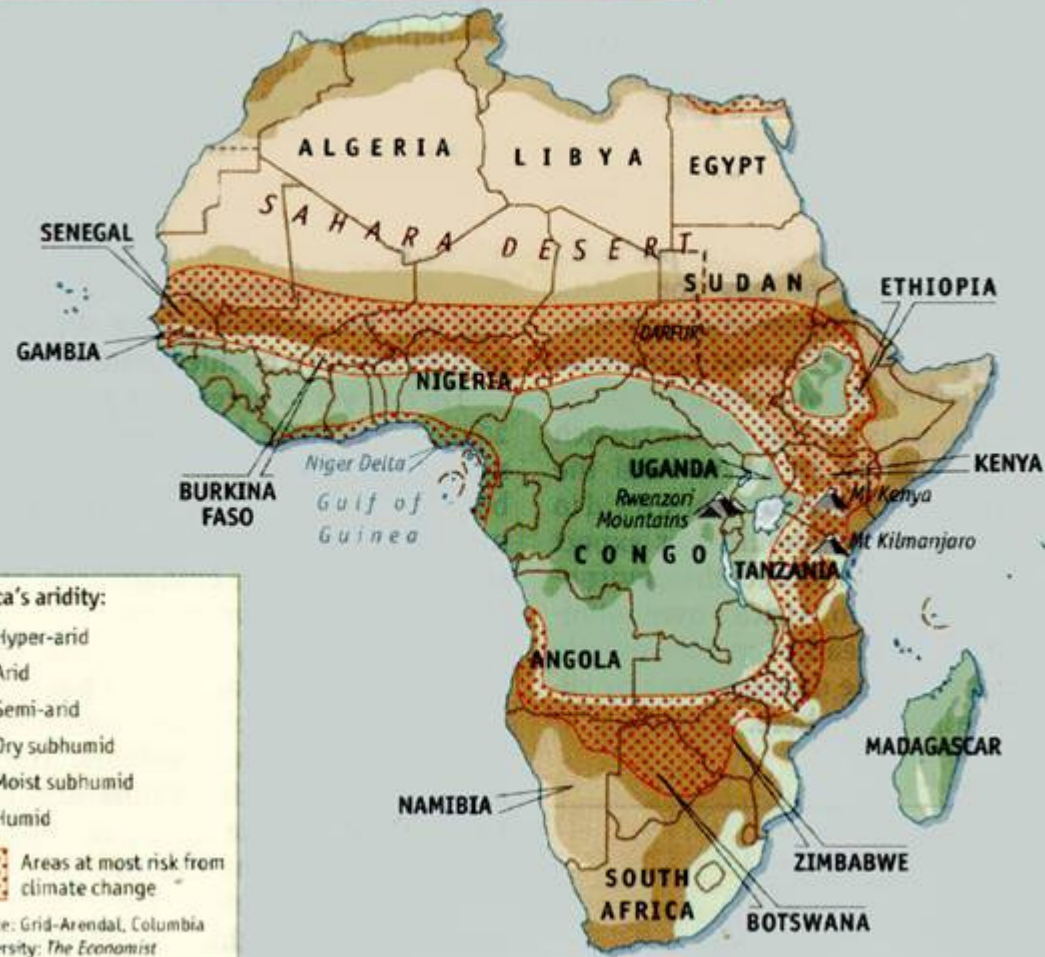 ALGERIA
LIBYA
EGYPT
SAHARA DESERT
SENEGAL
SUDAN
ETHIOPIA
DARFUR
GAMBIA
NIGERIA
Niger Delta
UGANDA
KENYA
BURKINA
FASO
Gulf of
Guinea
Rwenzori
Mountains
Mt Kenya
CONGO
Mt Kilmanjaro
TANZANIA
ca's aridity:
Hyper-arid
Arid
Semi-arid
Dry subhumid
Moist subhumid
Humid
Areas at most risk from
climate change
e: Grid-Arendal, Columbia
ersity; The Economist
ANGOLA
MADAGASCAR
NAMIBIA
ZIMBABWE
SOUTH
AFRICA
BOTSWANA